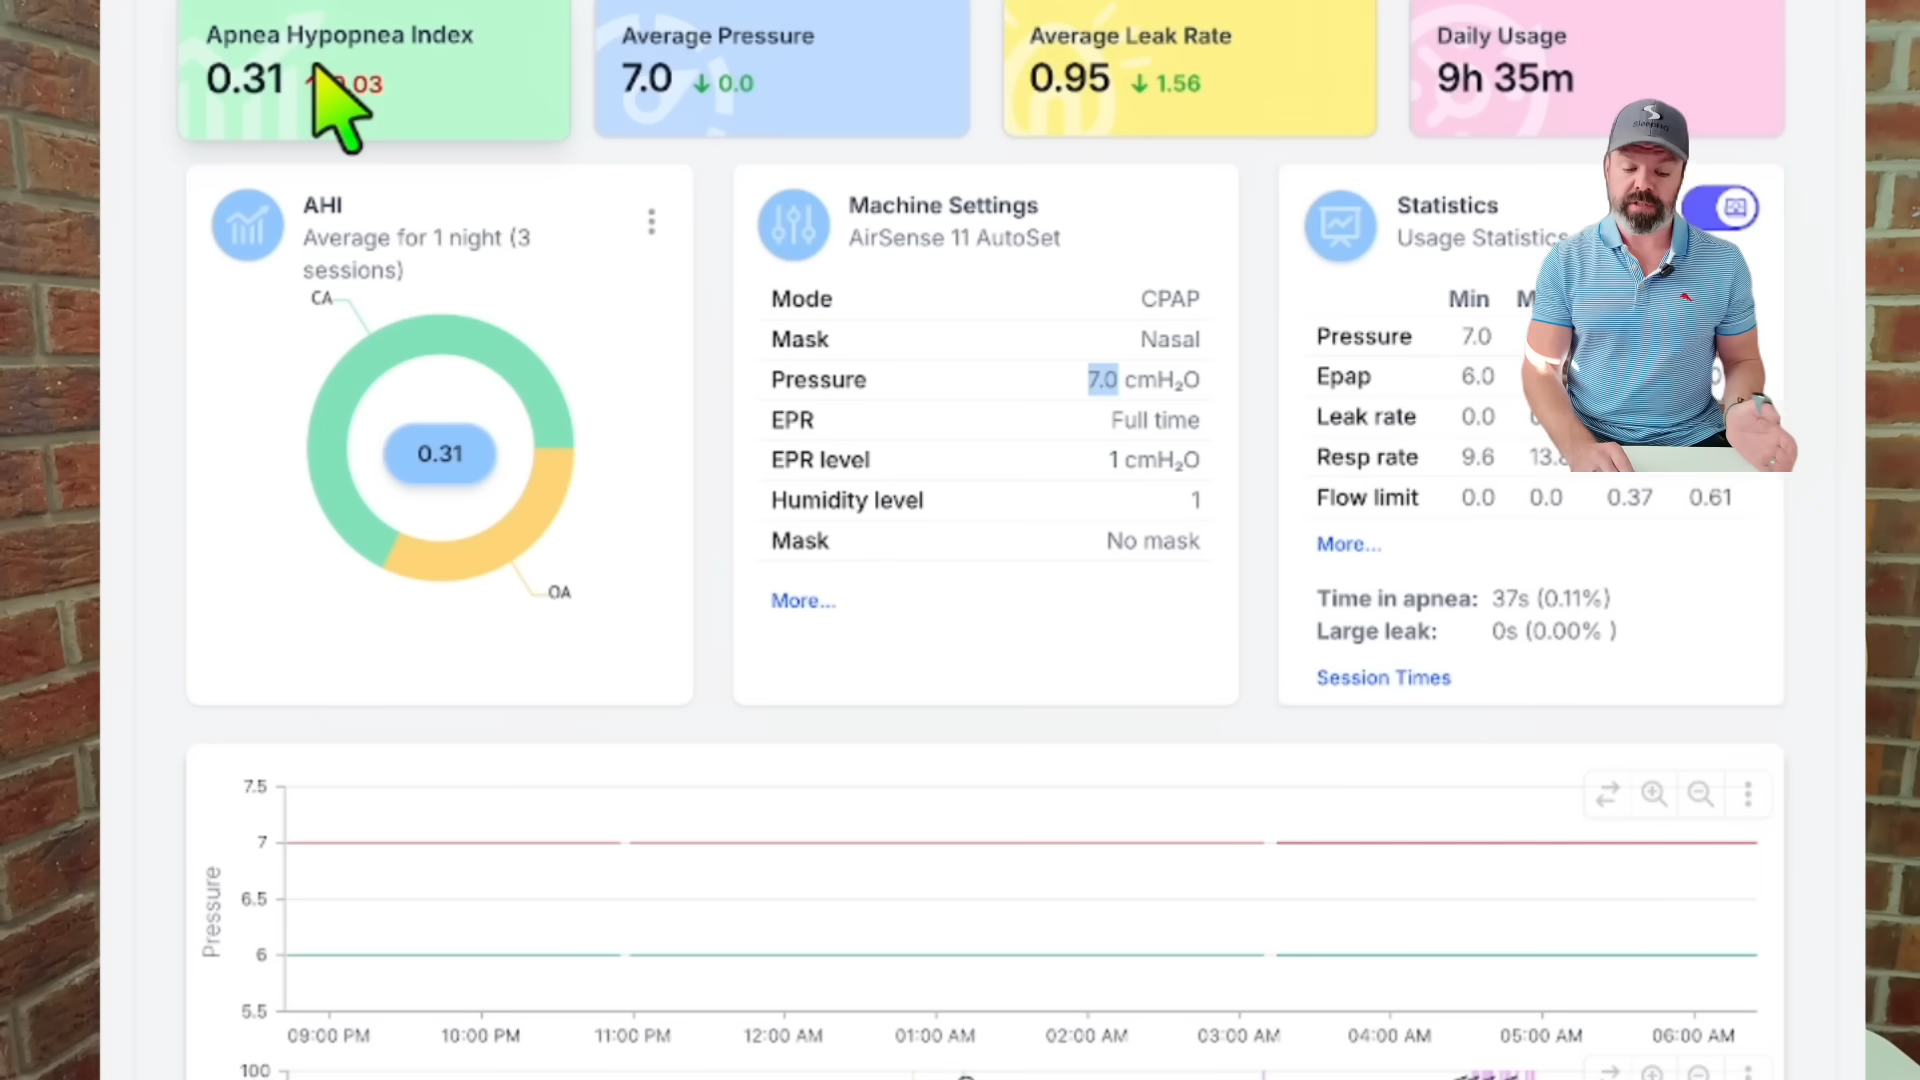 Apnea Hypopnea Index
0.31
03
Average Pressure
7.0 ↓ 0.0
Average Leak Rate
0.95 ↓ 1.56
Daily Usage
9h 35m
AHI
Average for 1 night (3
sessions)
CA
0.31
OA
Machine Settings
AirSense 11 AutoSet
Mode CPAP
Mask Nasal
Pressure 7.0 cmH₂O
EPR Full time
EPR level 1 cmH₂O
Humidity level 1
Mask No mask
More...
Statistics
Usage Statistics
Min M
Pressure 7.0
Epap 6.0
Leak rate 0.0
Resp rate 9.6 13.
Flow limit 0.0 0.0 0.37 0.61
More...
Time in apnea: 37s (0.11%)
Large leak: 0s (0.00% )
Session Times
Pressure
7.5
7
6.5
6
5.5
09:00 PM 10:00 PM 11:00 PM 12:00 AM 01:00 AM 02:00 AM 03:00 AM 04:00 AM 05:00 AM 06:00 AM
100